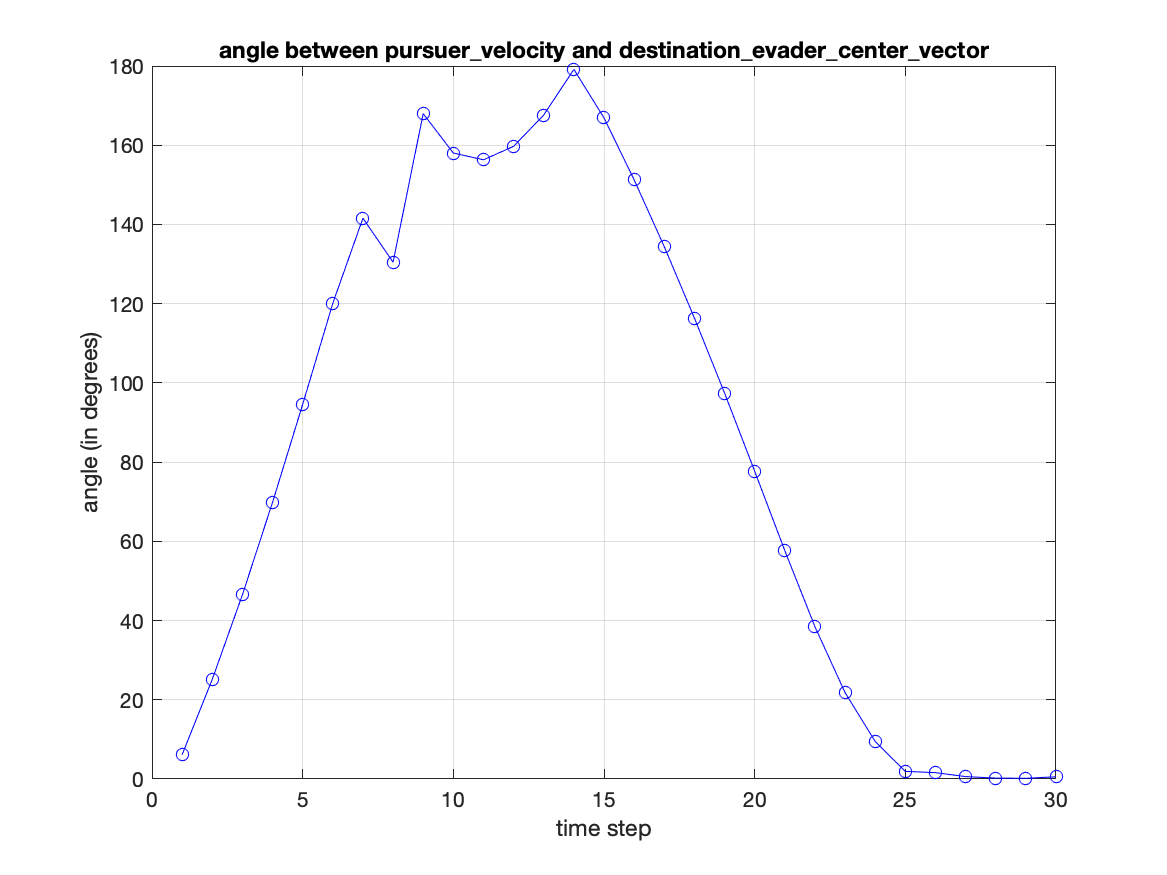 angle between pursuer_velocity and destination_evader_center_vector
180
160
140
120
100
80
60
40
20
0
angle (in degrees)
0 5 10 15 20 25 30
time step